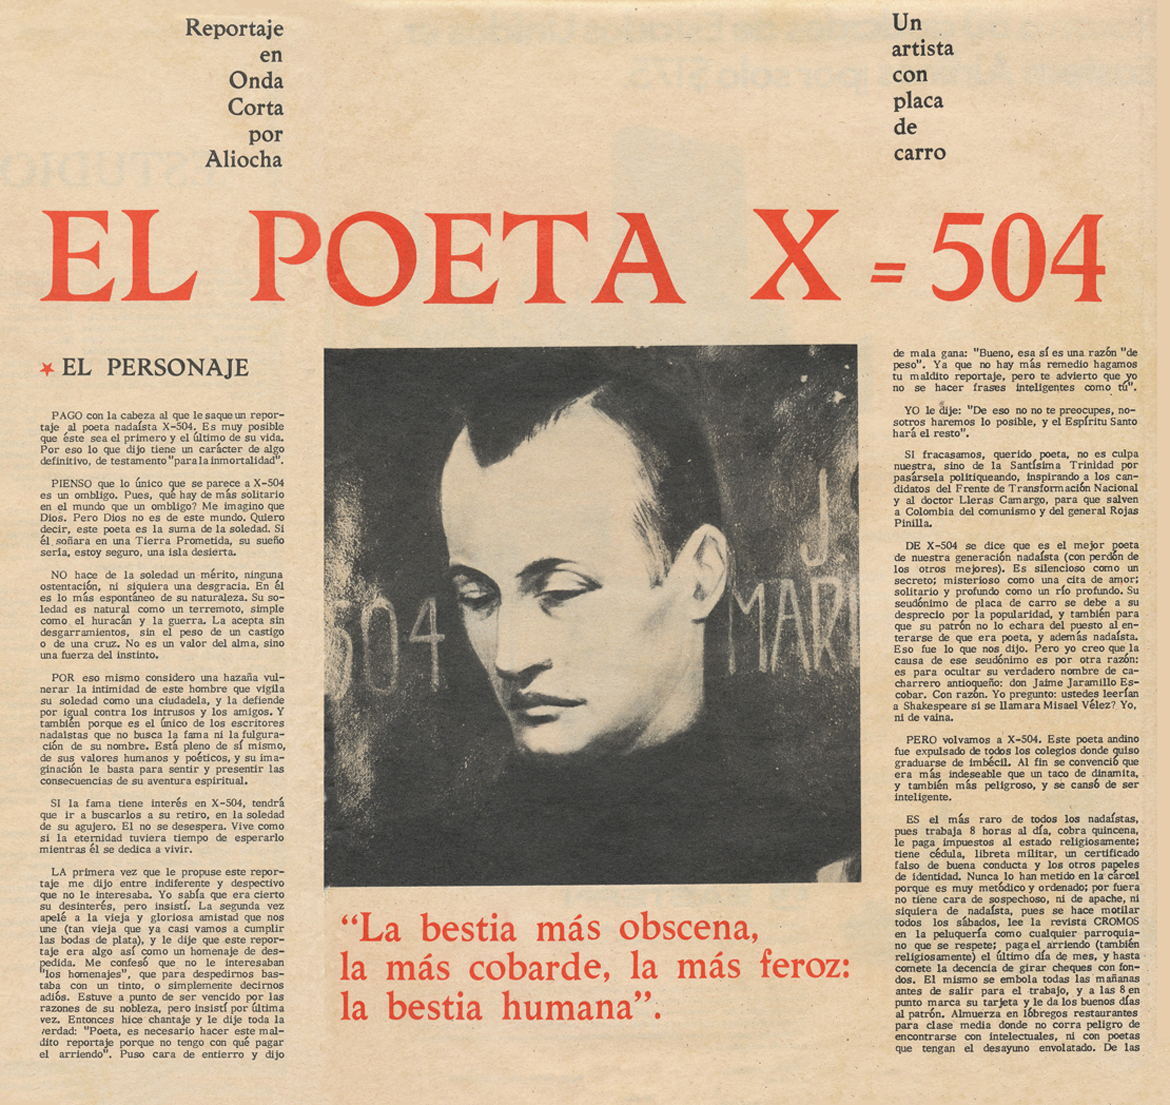 Reportaje
en
Onda
Corta
por
Aliocha
Un
artista
con
placa
de
carro
EL POETA X = 504
★ EL PERSONAJE
PAGO con la cabeza al que le saque un repor-
taje al poeta nadaísta X-504. Es muy posible
que éste sea el primero y el último de su vida.
Por eso lo que dijo tiene un carácter de algo
definitivo, de testamento "para la inmortalidad".
PIENSO que lo único que se parece a X-504
es un ombligo. Pues, qué hay de más solitario
en el mundo que un ombligo? Me imagino que
Dios. Pero Dios no es de este mundo. Quiero
decir, este poeta es la suma de la soledad. Si
él soñara en una Tierra Prometida, su sueño
sería, estoy seguro, una isla desierta.
NO hace de la soledad un mérito, ninguna
ostentación, ni siquiera una desgracia. En él
es lo más espontáneo de su naturaleza. Su so-
ledad es natural como un terremoto, simple
como el huracán y la guerra. La acepta sin
desgarramientos, sin el peso de un castigo
o de una cruz. No es un valor del alma, sino
una fuerza del instinto.
POR eso mismo considero una hazaña vul-
nerar la intimidad de este hombre que vigila
su soledad como una ciudadela, y la defiende
por igual contra los intrusos y los amigos. Y
también porque es el único de los escritores
nadaístas que no busca la fama ni la fulgura-
ción de su nombre. Está pleno de sí mismo,
de sus valores humanos y poéticos, y su ima-
ginación le basta para sentir y presentir las
consecuencias de su aventura espiritual.
SI la fama tiene interés en X-504, tendrá
que ir a buscarlos a su retiro, en la soledad
de su agujero. El no se desespera. Vive como
si la eternidad tuviera tiempo de esperarlo
mientras él se dedica a vivir.
LA primera vez que le propuse este repor-
taje me dijo entre indiferente y despectivo
que no le interesaba. Yo sabía que era cierto
su desinterés, pero insistí. La segunda vez
apelé a la vieja y gloriosa amistad que nos
une (tan vieja que ya casi vamos a cumplir
las bodas de plata), y le dije que este repor-
taje era algo así como un homenaje de des-
pedida. Me confesó que no le interesaban
"los homenajes", que para despedirnos bas-
taba con un tinto, o simplemente decirnos
adiós. Estuve a punto de ser vencido por las
razones de su nobleza, pero insistí por última
vez. Entonces hice chantaje y le dije toda la
verdad: "Poeta, es necesario hacer este mal-
dito reportaje porque no tengo con qué pagar
el arriendo". Puso cara de entierro y dijo
504
J.
MARI
“La bestia más obscena,
la más cobarde, la más feroz:
la bestia humana”.
de mala gana: "Bueno, esa sí es una razón "de
peso". Ya que no hay más remedio hagamos
tu maldito reportaje, pero te advierto que yo
no se hacer frases inteligentes como tú".
YO le dije: "De eso no no te preocupes, no-
sotros haremos lo posible, y el Espíritu Santo
hará el resto".
SI fracasamos, querido poeta, no es culpa
nuestra, sino de la Santísima Trinidad por
pasársela politiqueando, inspirando a los can-
didatos del Frente de Transformación Nacional
y al doctor Lleras Camargo, para que salven
a Colombia del comunismo y del general Rojas
Pinilla.
DE X-504 se dice que es el mejor poeta
de nuestra generación nadaísta (con perdón de
los otros mejores). Es silencioso como un
secreto; misterioso como una cita de amor;
solitario y profundo como un río profundo. Su
seudónimo de placa de carro se debe a su
desprecio por la popularidad, y también para
que su patrón no lo echara del puesto al en-
terarse de que era poeta, y además nadaísta.
Eso fue lo que nos dijo. Pero yo creo que la
causa de ese seudónimo es por otra razón:
es para ocultar su verdadero nombre de ca-
charrero antioqueño: don Jaime Jaramillo Es-
cobar. Con razón. Yo pregunto: ustedes leerían
a Shakespeare si se llamara Misael Vélez? Yo,
ni de vaina.
PERO volvamos a X-504. Este poeta andino
fue expulsado de todos los colegios donde quiso
graduarse de imbécil. Al fin se convenció que
era más indeseable que un taco de dinamita,
y también más peligroso, y se cansó de ser
inteligente.
ES el más raro de todos los nadaístas,
pues trabaja 8 horas al día, cobra quincena,
le paga impuestos al estado religiosamente;
tiene cédula, libreta militar, un certificado
falso de buena conducta y los otros papeles
de identidad. Nunca lo han metido en la cárcel
porque es muy metódico y ordenado; por fuera
no tiene cara de sospechoso, ni de apache, ni
siquiera de nadaísta, pues se hace motilar
todos los sábados, lee la revista CROMOS
en la peluquería como cualquier parroquia-
no que se respete; paga el arriendo (también
religiosamente) el último día de mes, y hasta
comete la decencia de girar cheques con fon-
dos. El mismo se embola todas las mañanas
antes de salir para el trabajo, y a las 8 en
punto marca su tarjeta y le da los buenos días
al patrón. Almuerza en lóbregos restaurantes
para clase media donde no corra peligro de
encontrarse con intelectuales, ni con poetas
que tengan el desayuno envolatado. De las